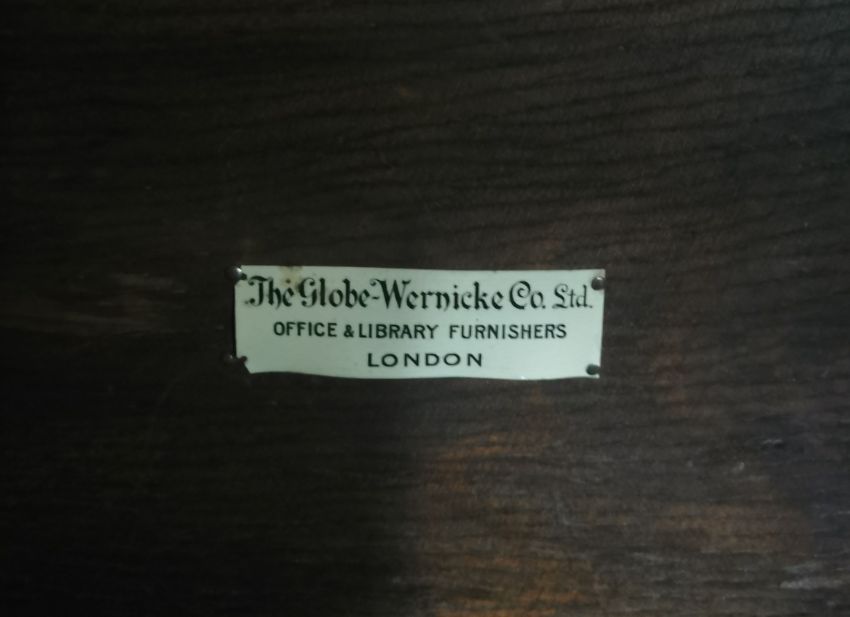 The Globe-Wernicke Co. Ltd.
OFFICE & LIBRARY FURNISHERS
LONDON